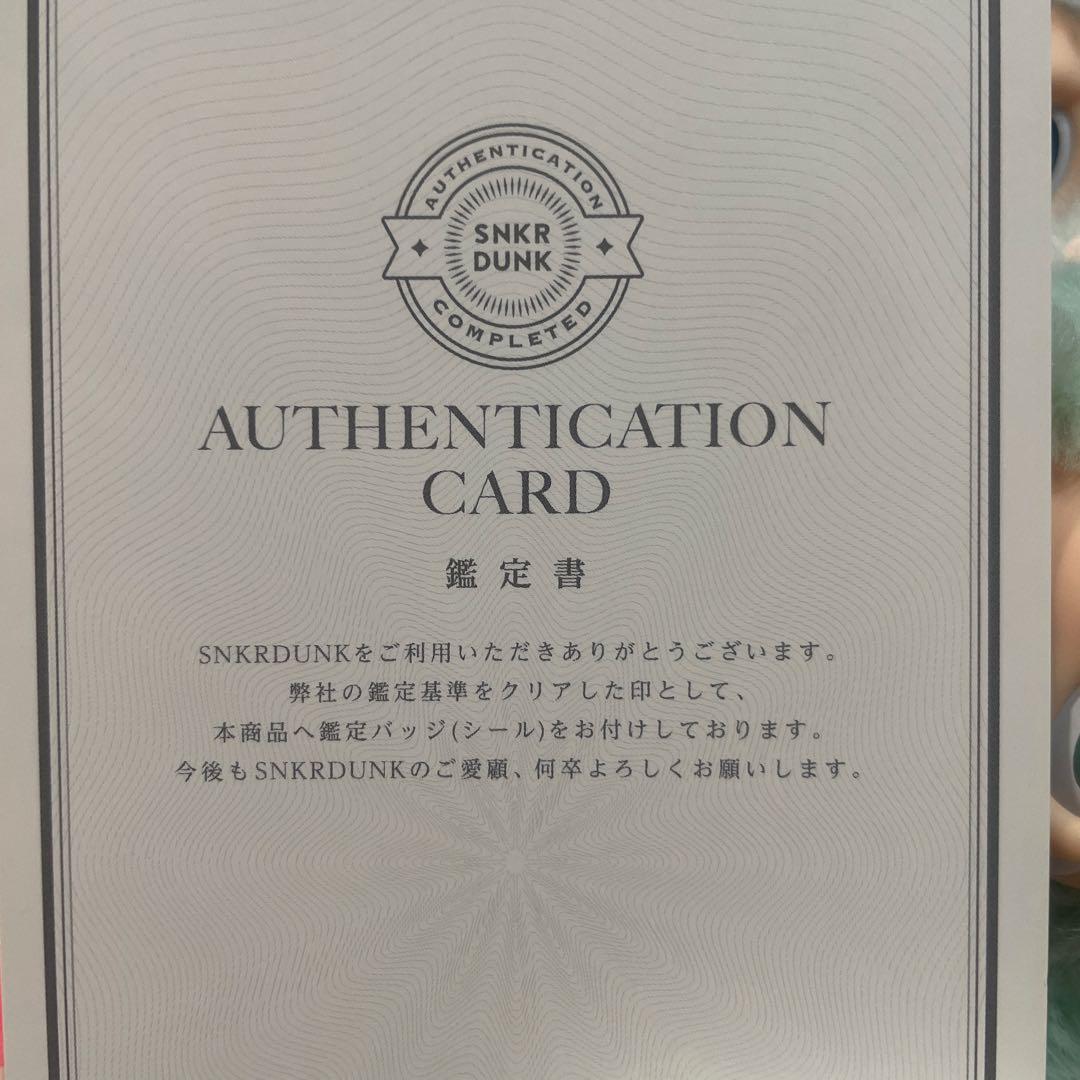 AUTHENTICATION
SNKR
DUNK
COMPLETED
AUTHENTICATION
CARD
鑑定書
SNKRDUNKをご利用いただきありがとうございます。
弊社の鑑定基準をクリアした印として、
本商品へ鑑定バッジ(シール)をお付けしております。
今後もSNKRDUNKのご愛顧、何卒よろしくお願いします。